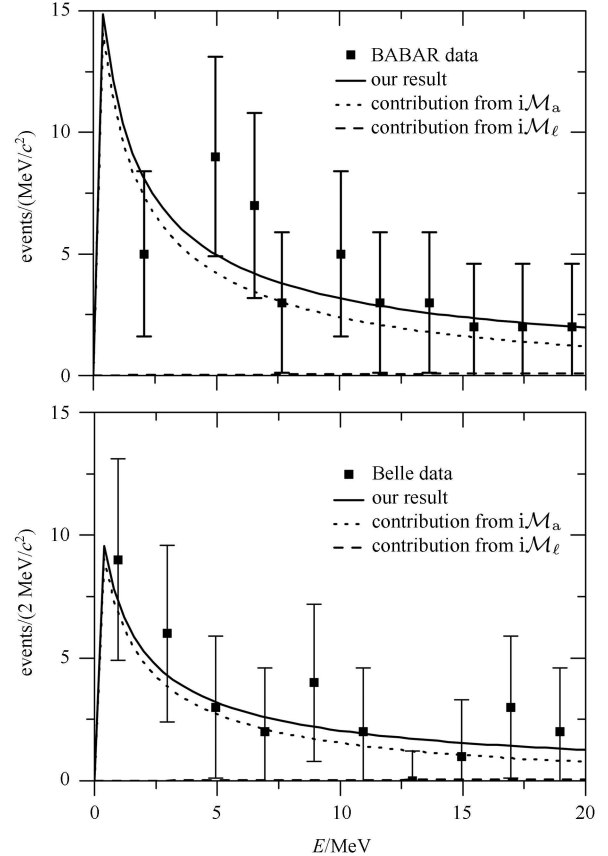 15
10
5
0
events/(MeV/c²)
BABAR data
our result
contribution from iℳₐ
contribution from iℳ_ℓ
15
10
5
0
events/(2 MeV/c²)
Belle data
our result
contribution from iℳₐ
contribution from iℳ_ℓ
0 5 10 15 20
E/MeV